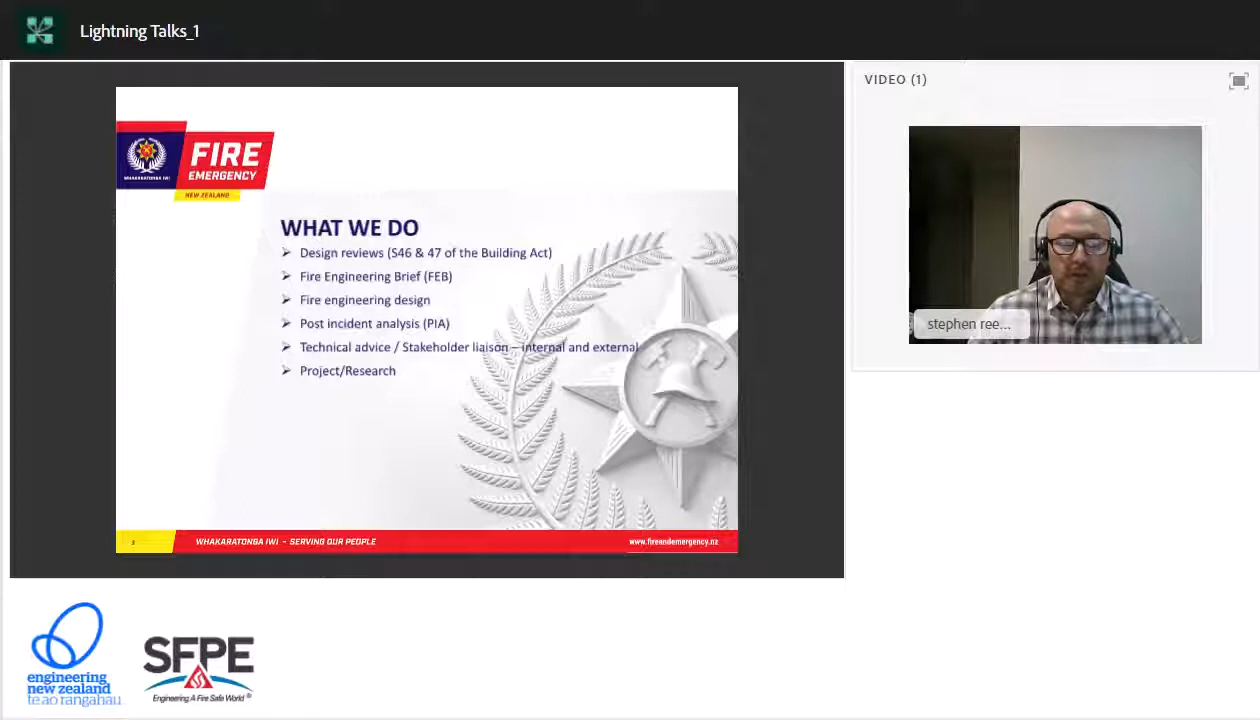 Lightning Talks_1
VIDEO (1)
FIRE
EMERGENCY
WHAKARATONGA IWI
NEW ZEALAND
WHAT WE DO
Design reviews (S46 & 47 of the Building Act)
Fire Engineering Brief (FEB)
Fire engineering design
Post incident analysis (PIA)
Technical advice / Stakeholder liaison – internal and external
Project/Research
stephen ree...
WHAKARATONGA IWI - SERVING OUR PEOPLE
www.fireandemergency.nz
engineering
new zealand
te ao rangahau
SFPE
Engineering A Fire Safe World ®